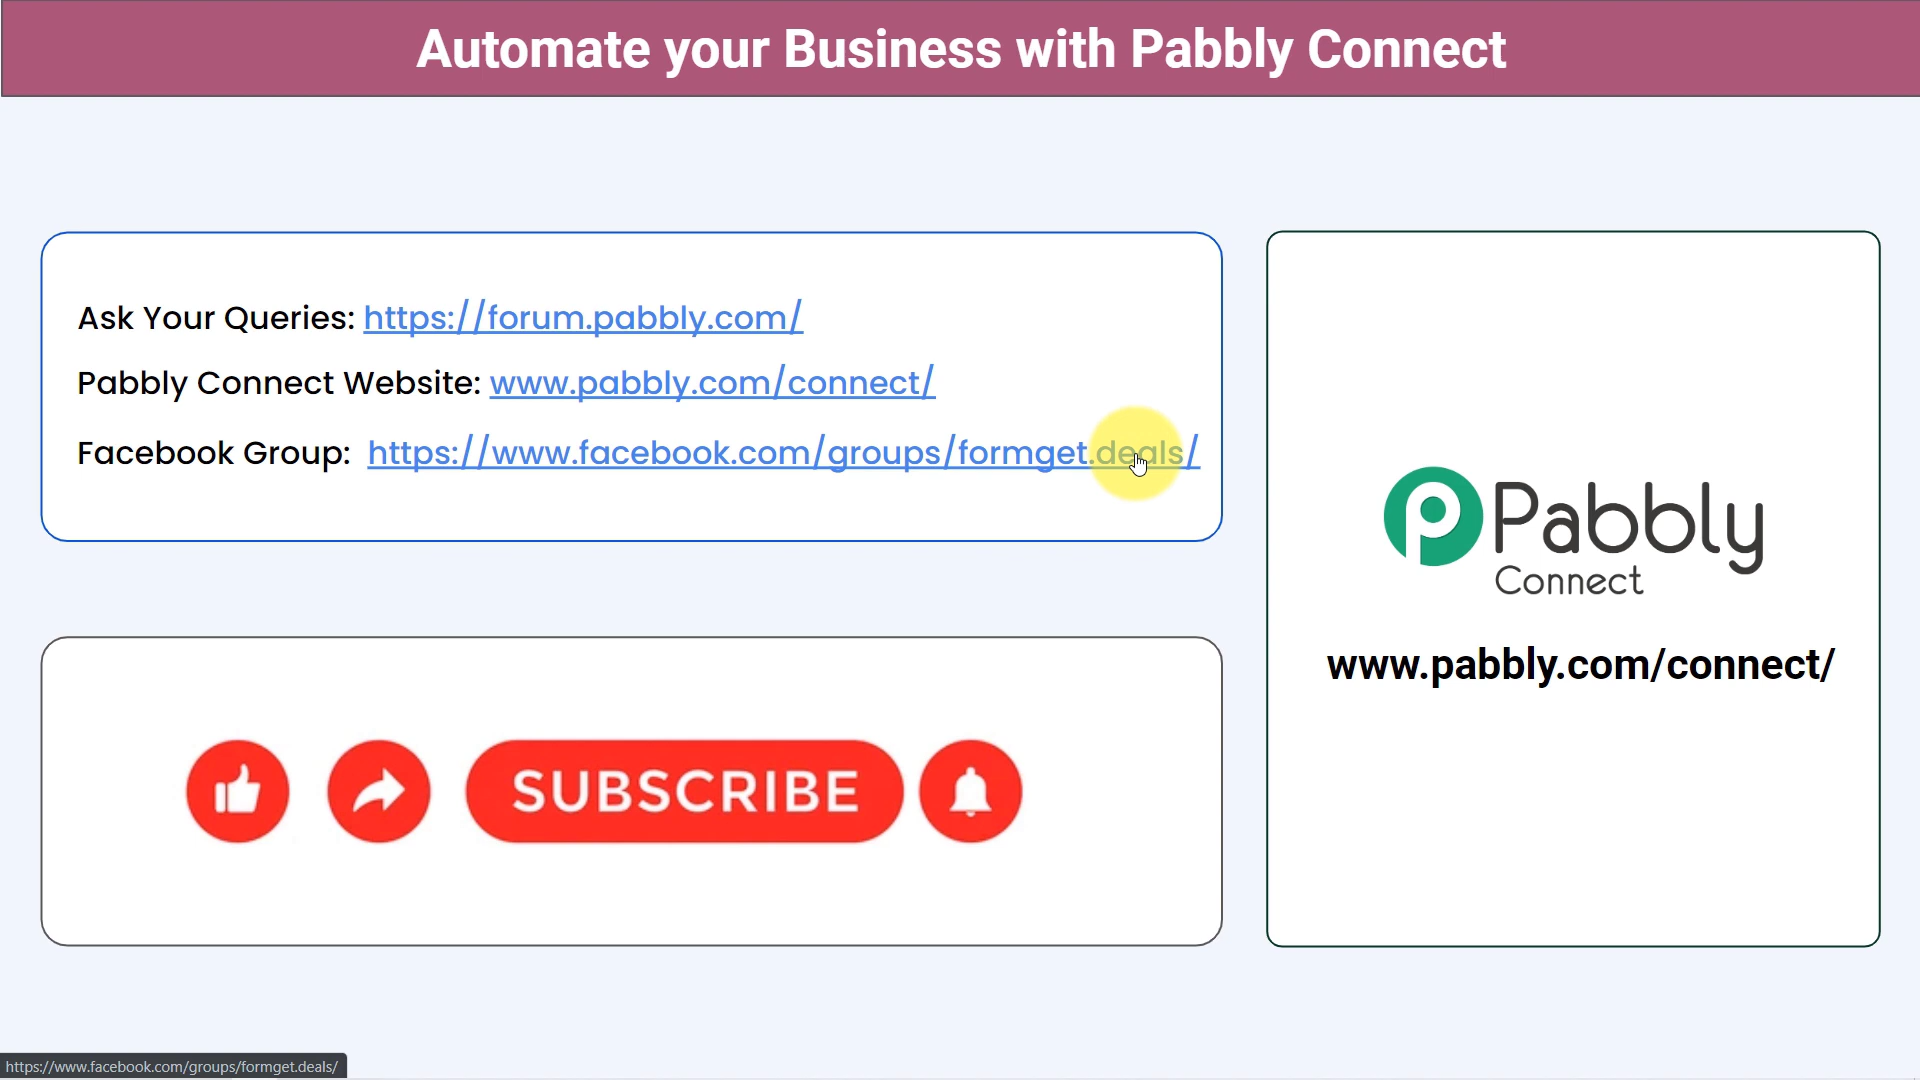 Automate your Business with Pabbly Connect
Ask Your Queries: https://forum.pabbly.com/
Pabbly Connect Website: www.pabbly.com/connect/
Facebook Group: https://www.facebook.com/groups/formget.deals/
Pabbly
Connect
www.pabbly.com/connect/
SUBSCRIBE
https://www.facebook.com/groups/formget.deals/